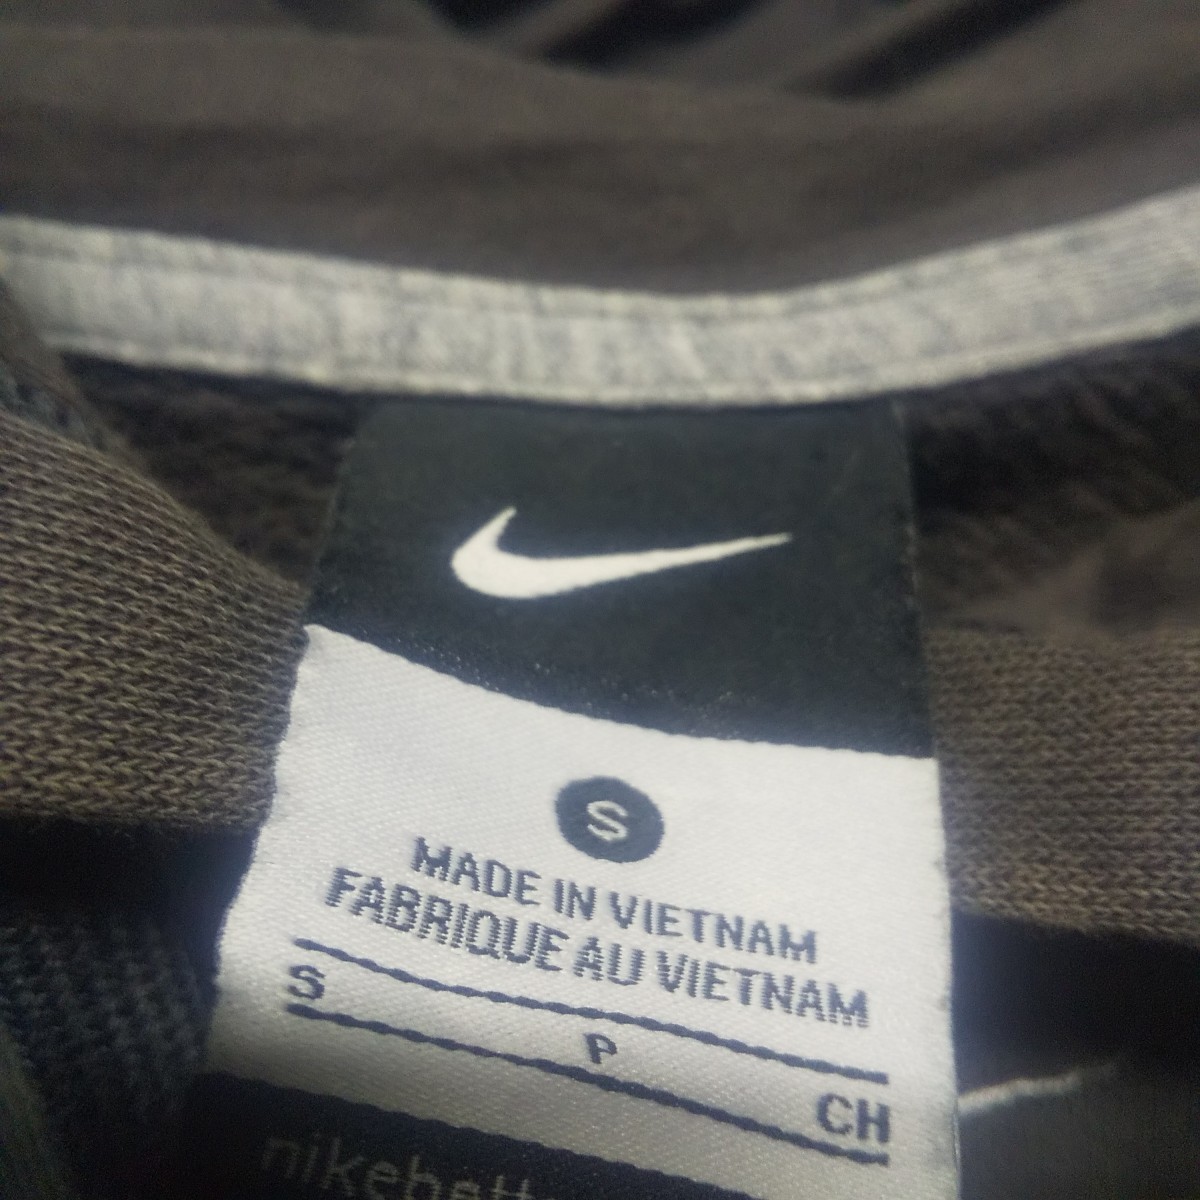 S
MADE IN VIETNAM
FABRIQUE AU VIETNAM
S P CH